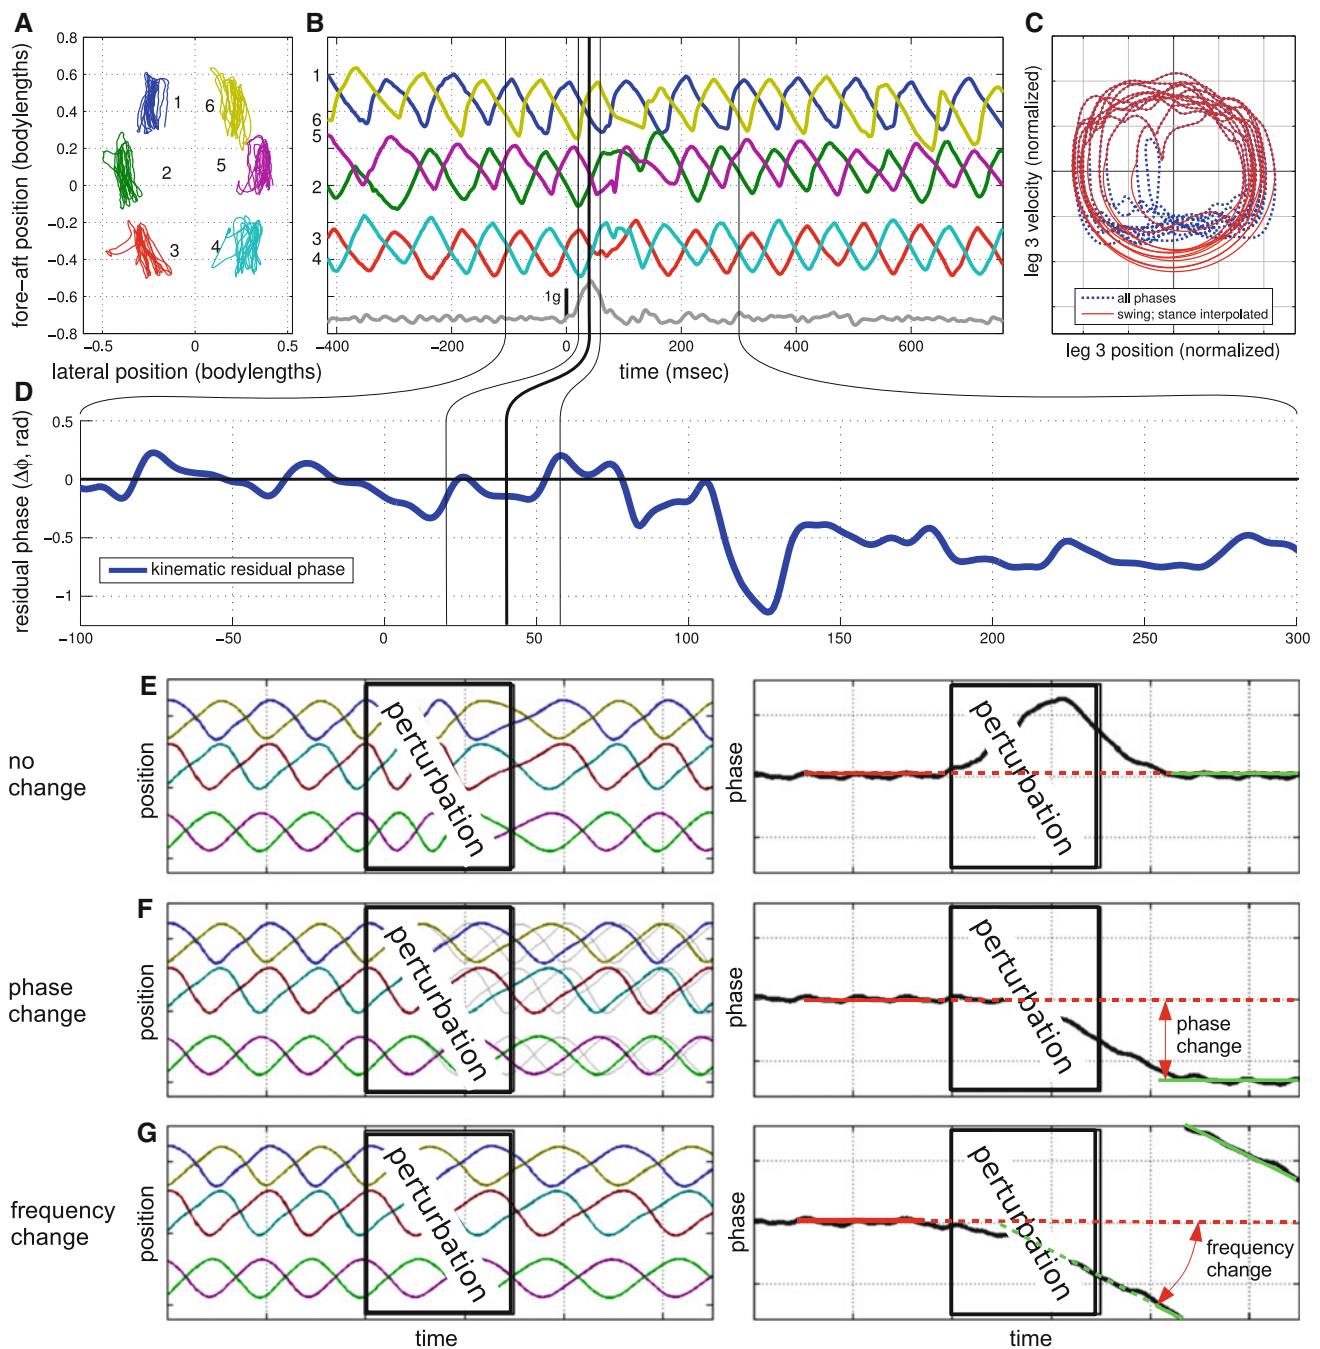 A
B
C
0.8
0.6
0.4
0.2
0
−0.2
−0.4
−0.6
−0.8
fore−aft position (bodylengths)
1
6
2
5
3
4
−0.5
0
0.5
lateral position (bodylengths)
1
6
5
2
3
4
1g
−400
−200
0
200
400
600
time (msec)
leg 3 velocity (normalized)
all phases
swing; stance interpolated
leg 3 position (normalized)
D
residual phase (Δϕ, rad)
0.5
0
−0.5
−1
kinematic residual phase
−100
−50
0
50
100
150
200
250
300
E
no
change
position
perturbation
phase
perturbation
F
phase
change
position
perturbation
phase
perturbation
phase
change
G
frequency
change
position
perturbation
time
phase
perturbation
frequency
change
time